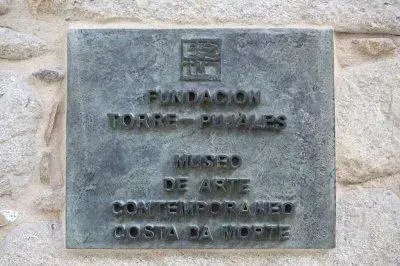 FUNDACION
TORRE-PUJALES
MUSEO
DE ARTE
CONTEMPORANEO
COSTA DA MORTE